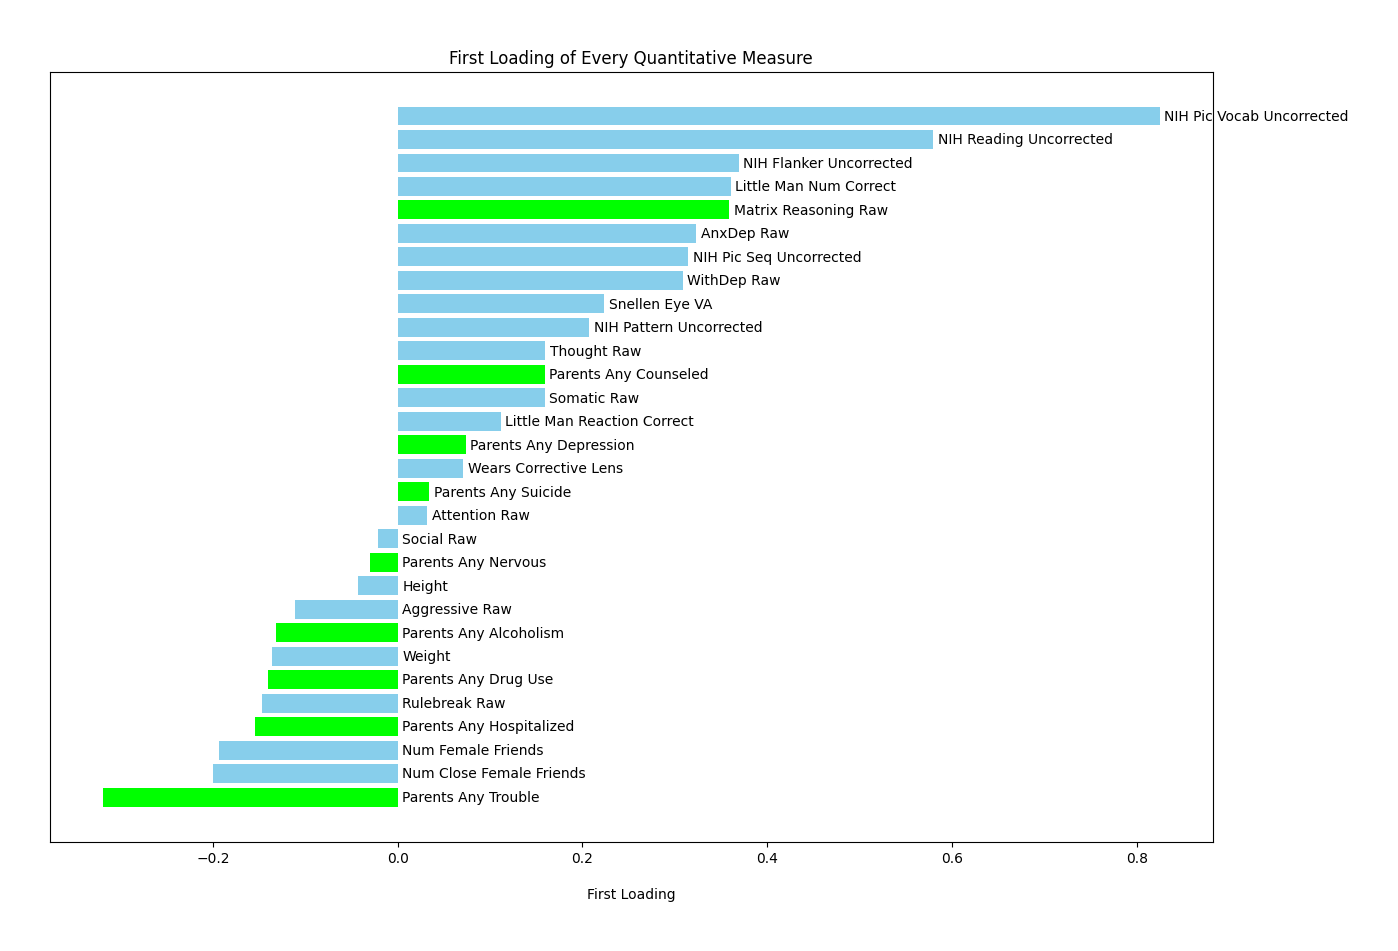 First Loading of Every Quantitative Measure
NIH Pic Vocab Uncorrected
NIH Reading Uncorrected
NIH Flanker Uncorrected
Little Man Num Correct
Matrix Reasoning Raw
AnxDep Raw
NIH Pic Seq Uncorrected
WithDep Raw
Snellen Eye VA
NIH Pattern Uncorrected
Thought Raw
Parents Any Counseled
Somatic Raw
Little Man Reaction Correct
Parents Any Depression
Wears Corrective Lens
Parents Any Suicide
Attention Raw
Social Raw
Parents Any Nervous
Height
Aggressive Raw
Parents Any Alcoholism
Weight
Parents Any Drug Use
Rulebreak Raw
Parents Any Hospitalized
Num Female Friends
Num Close Female Friends
Parents Any Trouble
−0.2 0.0 0.2 0.4 0.6 0.8
First Loading